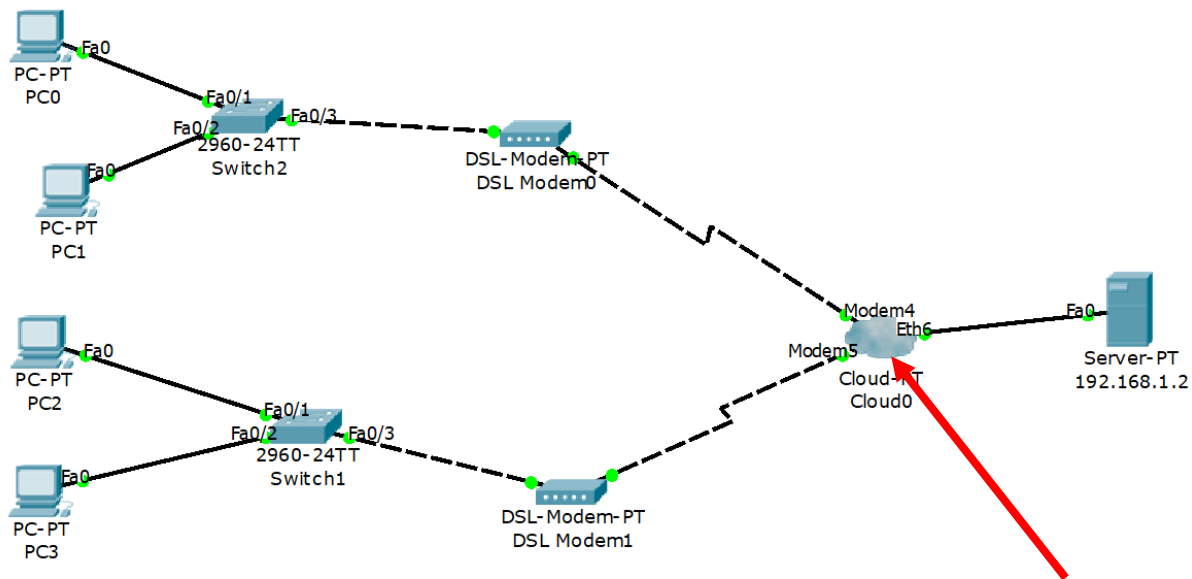 Fa0
PC-PT
PC0
Fa0/1
Fa0/2
Fa0/3
2960-24TT
Switch2
DSL-Modem-PT
DSL Modem0
Fa0
PC-PT
PC1
Modem4
Eth6
Modem5
Cloud-PT
Cloud0
Fa0
Server-PT
192.168.1.2
Fa0
PC-PT
PC2
Fa0/1
Fa0/2
Fa0/3
2960-24TT
Switch1
Fa0
PC-PT
PC3
DSL-Modem-PT
DSL Modem1